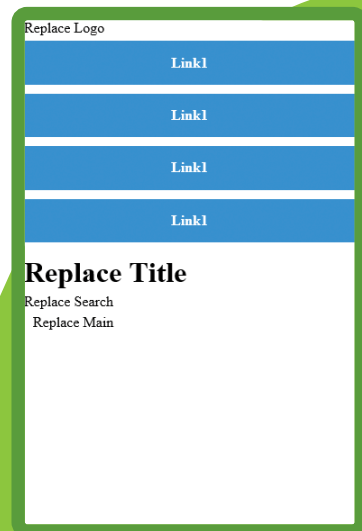 Replace Logo
Link1
Link1
Link1
Link1
Replace Title
Replace Search
Replace Main